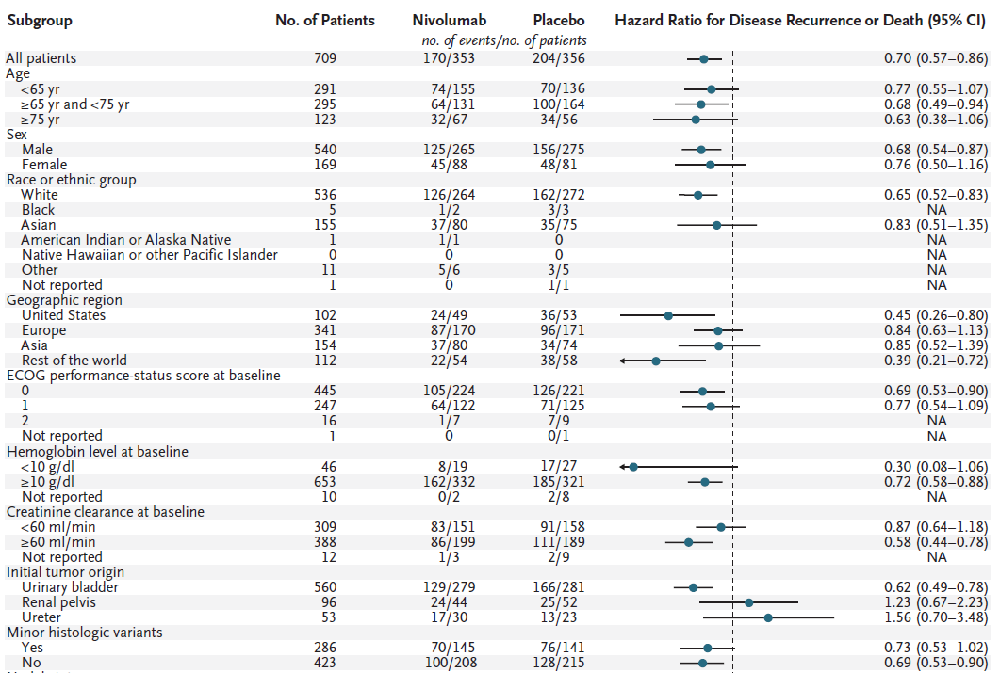 Subgroup No. of Patients Nivolumab Placebo Hazard Ratio for Disease Recurrence or Death (95% CI)
no. of events/no. of patients
All patients 709 170/353 204/356 0.70 (0.57–0.86)
Age
<65 yr 291 74/155 70/136 0.77 (0.55–1.07)
≥65 yr and <75 yr 295 64/131 100/164 0.68 (0.49–0.94)
≥75 yr 123 32/67 34/56 0.63 (0.38–1.06)
Sex
Male 540 125/265 156/275 0.68 (0.54–0.87)
Female 169 45/88 48/81 0.76 (0.50–1.16)
Race or ethnic group
White 536 126/264 162/272 0.65 (0.52–0.83)
Black 5 1/2 3/3 NA
Asian 155 37/80 35/75 0.83 (0.51–1.35)
American Indian or Alaska Native 1 1/1 0 NA
Native Hawaiian or other Pacific Islander 0 0 0 NA
Other 11 5/6 3/5 NA
Not reported 1 0 1/1 NA
Geographic region
United States 102 24/49 36/53 0.45 (0.26–0.80)
Europe 341 87/170 96/171 0.84 (0.63–1.13)
Asia 154 37/80 34/74 0.85 (0.52–1.39)
Rest of the world 112 22/54 38/58 0.39 (0.21–0.72)
ECOG performance-status score at baseline
0 445 105/224 126/221 0.69 (0.53–0.90)
1 247 64/122 71/125 0.77 (0.54–1.09)
2 16 1/7 7/9 NA
Not reported 1 0 0/1 NA
Hemoglobin level at baseline
<10 g/dl 46 8/19 17/27 0.30 (0.08–1.06)
≥10 g/dl 653 162/332 185/321 0.72 (0.58–0.88)
Not reported 10 0/2 2/8 NA
Creatinine clearance at baseline
<60 ml/min 309 83/151 91/158 0.87 (0.64–1.18)
≥60 ml/min 388 86/199 111/189 0.58 (0.44–0.78)
Not reported 12 1/3 2/9 NA
Initial tumor origin
Urinary bladder 560 129/279 166/281 0.62 (0.49–0.78)
Renal pelvis 96 24/44 25/52 1.23 (0.67–2.23)
Ureter 53 17/30 13/23 1.56 (0.70–3.48)
Minor histologic variants
Yes 286 70/145 76/141 0.73 (0.53–1.02)
No 423 100/208 128/215 0.69 (0.53–0.90)